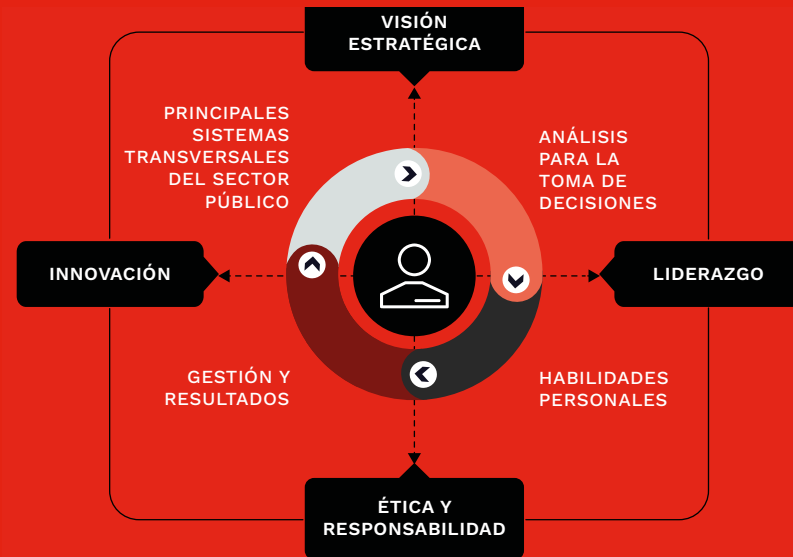 VISIÓN
ESTRATÉGICA
PRINCIPALES
SISTEMAS
TRANSVERSALES
DEL SECTOR
PÚBLICO
ANÁLISIS
PARA LA
TOMA DE
DECISIONES
INNOVACIÓN
LIDERAZGO
GESTIÓN Y
RESULTADOS
HABILIDADES
PERSONALES
ÉTICA Y
RESPONSABILIDAD